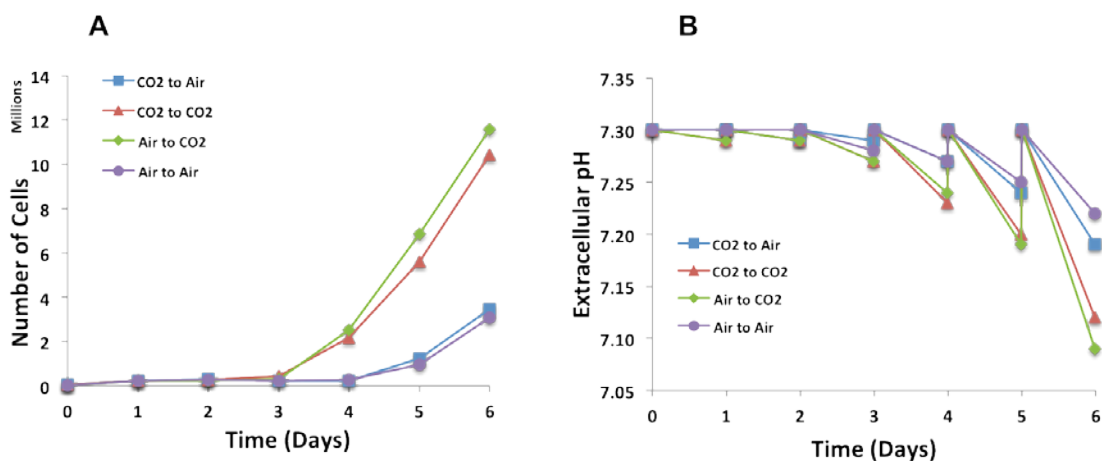 A
Millions
Number of Cells
14
12
10
8
6
4
2
0
CO2 to Air
CO2 to CO2
Air to CO2
Air to Air
0 1 2 3 4 5 6
Time (Days)
B
Extracellular pH
7.35
7.30
7.25
7.20
7.15
7.10
7.05
CO2 to Air
CO2 to CO2
Air to CO2
Air to Air
0 1 2 3 4 5 6
Time (Days)